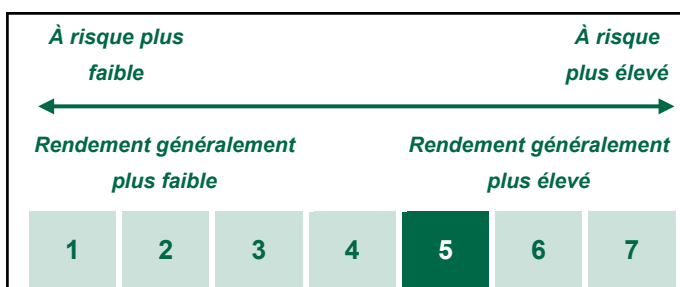 À risque plus
faible
À risque
plus élevé
Rendement généralement
plus faible
Rendement généralement
plus élevé
1 2 3 4 5 6 7